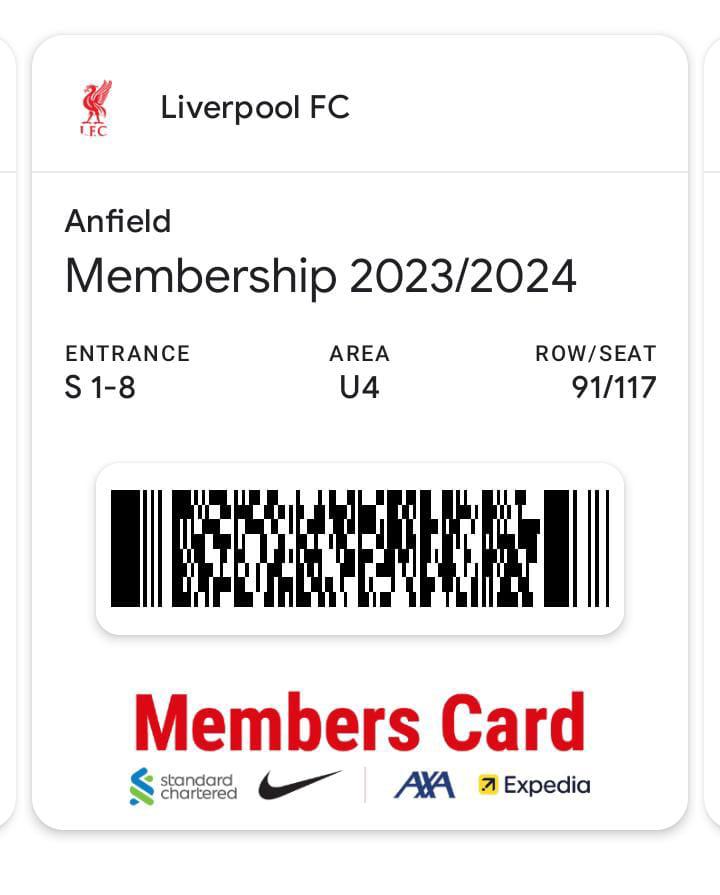 L.F.C
Liverpool FC
Anfield
Membership 2023/2024
ENTRANCE AREA ROW/SEAT
S 1-8 U4 91/117
Members Card
standard
chartered
AXA Expedia